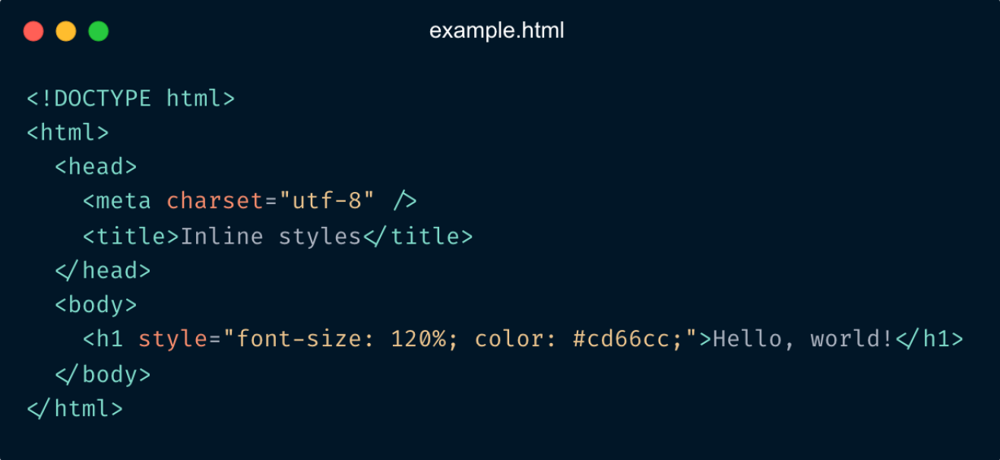 example.html
<!DOCTYPE html>
<html>
  <head>
    <meta charset="utf-8" />
    <title>Inline styles</title>
  </head>
  <body>
    <h1 style="font-size: 120%; color: #cd66cc;">Hello, world!</h1>
  </body>
</html>